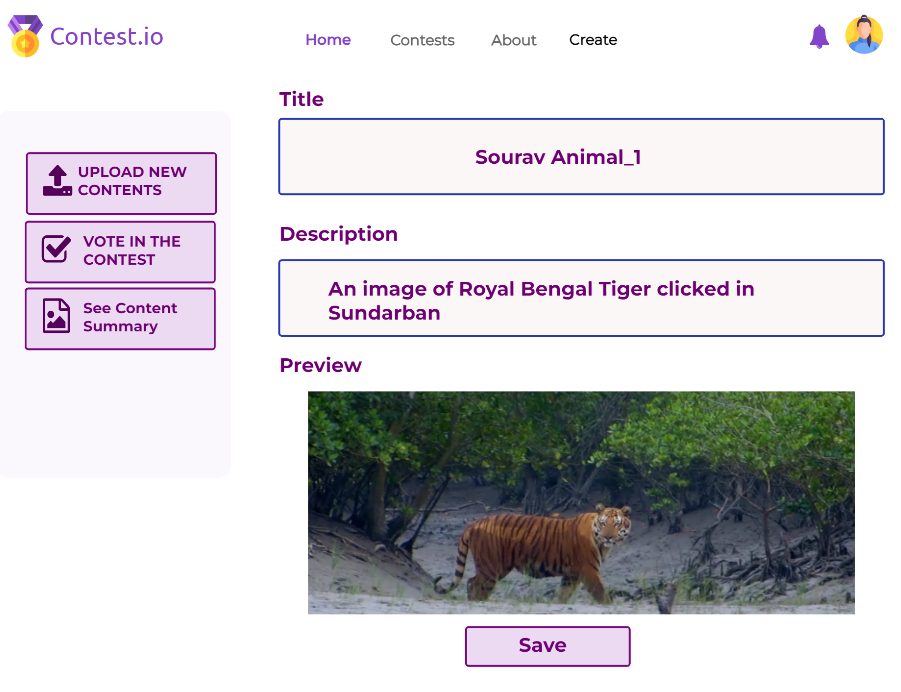 Contest.io
Home
Contests
About
Create
UPLOAD NEW
CONTENTS
VOTE IN THE
CONTEST
See Content
Summary
Title
Sourav Animal_1
Description
An image of Royal Bengal Tiger clicked in
Sundarban
Preview
Save